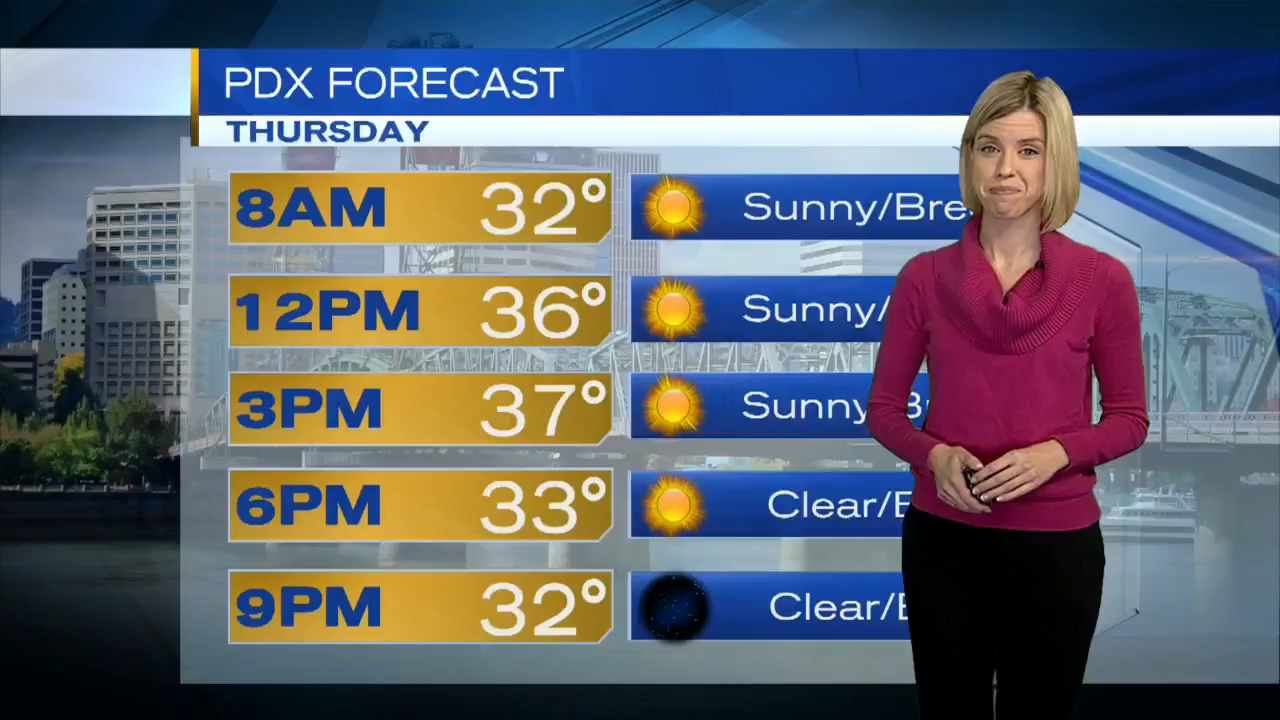 PDX FORECAST
THURSDAY
8AM 32° Sunny/Bre
12PM 36° Sunny/
3PM 37° Sunny
6PM 33° Clear/
9PM 32° Clear/